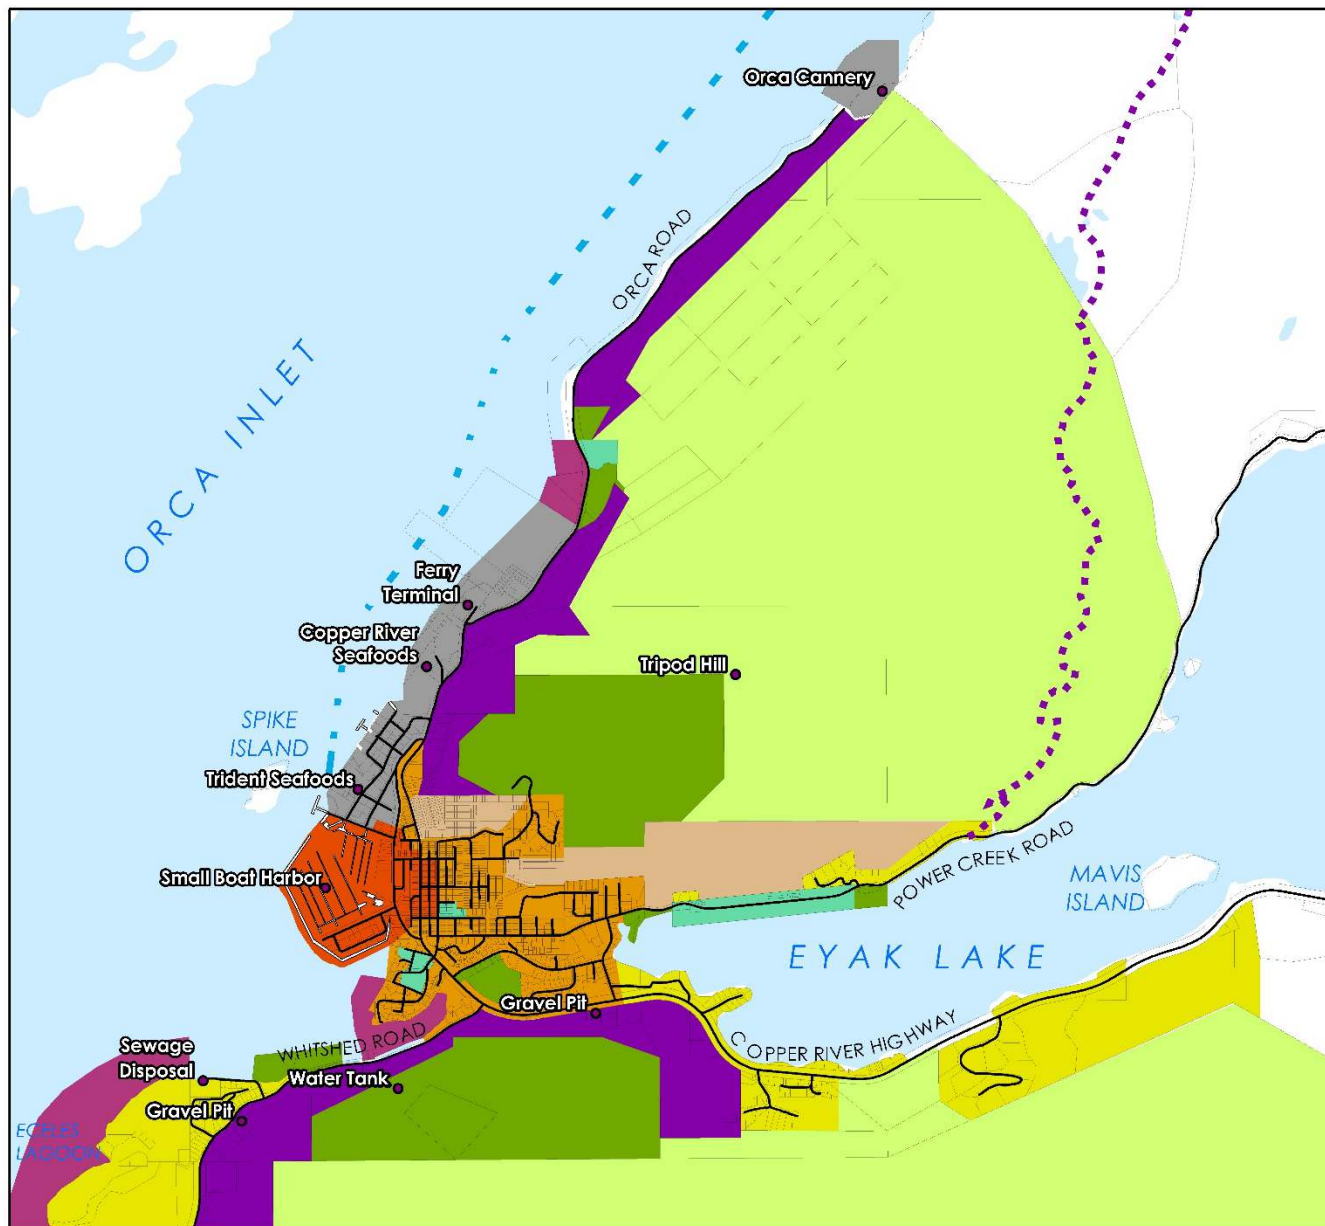 Orca Cannery
ORCA ROAD
ORCA INLET
Ferry
Terminal
Copper River
Seafoods
Tripod Hill
SPIKE
ISLAND
Trident Seafoods
Small Boat Harbor
POWER CREEK ROAD
MAVIS
ISLAND
EYAK LAKE
Gravel Pit
COPPER RIVER HIGHWAY
WHITSHED ROAD
Sewage
Disposal
Water Tank
Gravel Pit
ECCLES
LAGOON